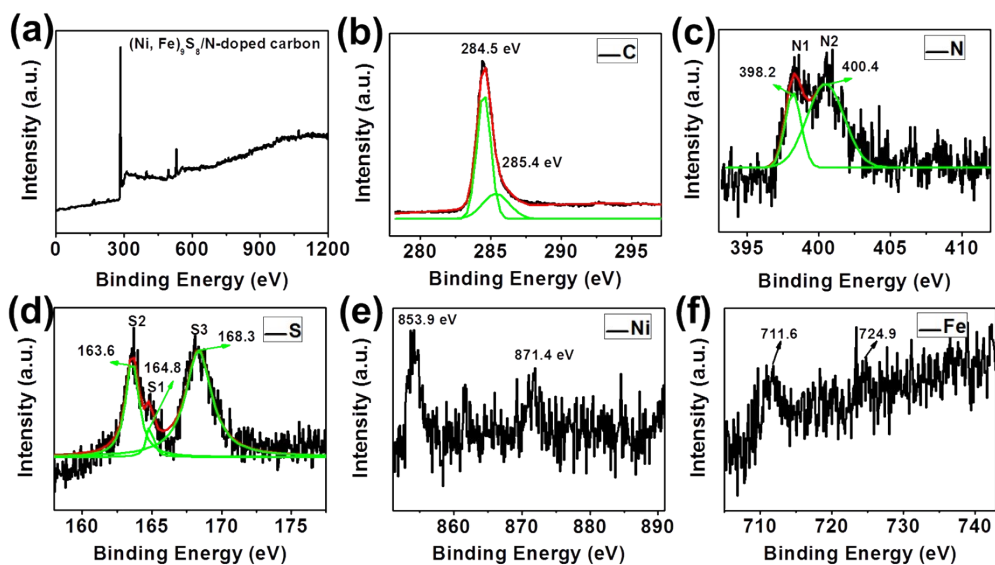 (a)
(Ni, Fe)₉S₈/N-doped carbon
Intensity (a.u.)
0 300 600 900 1200
Binding Energy (eV)
(b)
284.5 eV
C
285.4 eV
Intensity (a.u.)
280 285 290 295
Binding Energy (eV)
(c)
N1 N2
N
398.2
400.4
Intensity (a.u.)
395 400 405 410
Binding Energy (eV)
(d)
S2
S3
S
163.6
164.8
168.3
S1
Intensity (a.u.)
160 165 170 175
Binding Energy (eV)
(e)
853.9 eV
Ni
871.4 eV
Intensity (a.u.)
860 870 880 890
Binding Energy (eV)
(f)
Fe
711.6
724.9
Intensity (a.u.)
710 720 730 740
Binding Energy (eV)